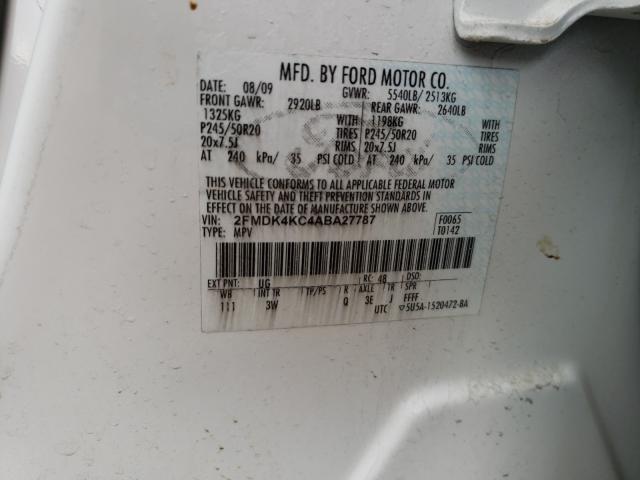 MFD. BY FORD MOTOR CO.
DATE: 08/09 GVWR: 5540LB/ 2513KG
FRONT GAWR: 2920LB REAR GAWR: 2640LB
1325KG WITH 1198KG WITH
P245/50R20 TIRES P245/50R20 TIRES
20x7.5J RIMS 20x7.5J RIMS
AT 240 kPa/ 35 PSI COLD AT 240 kPa/ 35 PSI COLD
THIS VEHICLE CONFORMS TO ALL APPLICABLE FEDERAL MOTOR
VEHICLE SAFETY AND THEFT PREVENTION STANDARDS IN
EFFECT ON THE DATE OF MANUFACTURE SHOWN ABOVE.
VIN: 2FMDK4KC4ABA27787 F0065
TYPE: MPV T0142
EXT PNT: UG RC: 48 DSO:
WB INT TR TP/PS R AXLE TR SPR
111 3W Q 3E J FFFF
UTC ▽5U5A-1520472-BA